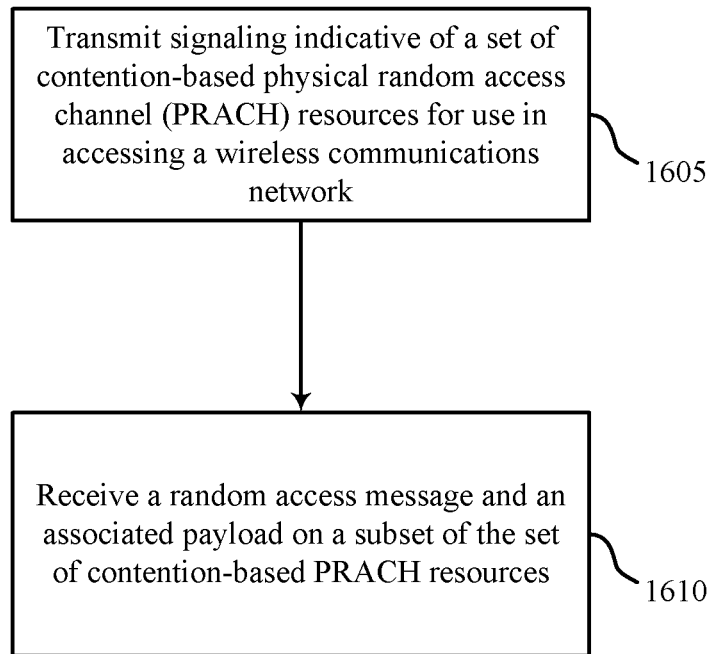 Transmit signaling indicative of a set of
contention-based physical random access
channel (PRACH) resources for use in
accessing a wireless communications
network
1605
Receive a random access message and an
associated payload on a subset of the set
of contention-based PRACH resources
1610